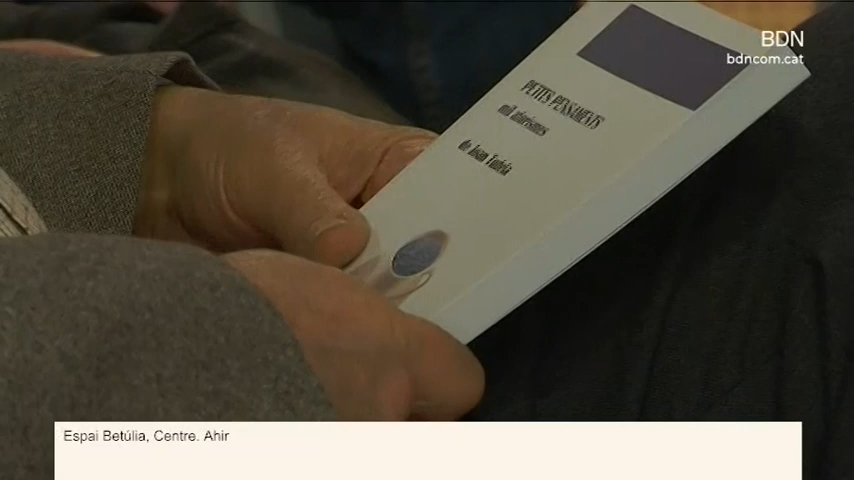 BDN
bdncom.cat
PETITS PENSAMENTS
mil aforismes
de Joan Tudela
Espai Betúlia, Centre. Ahir